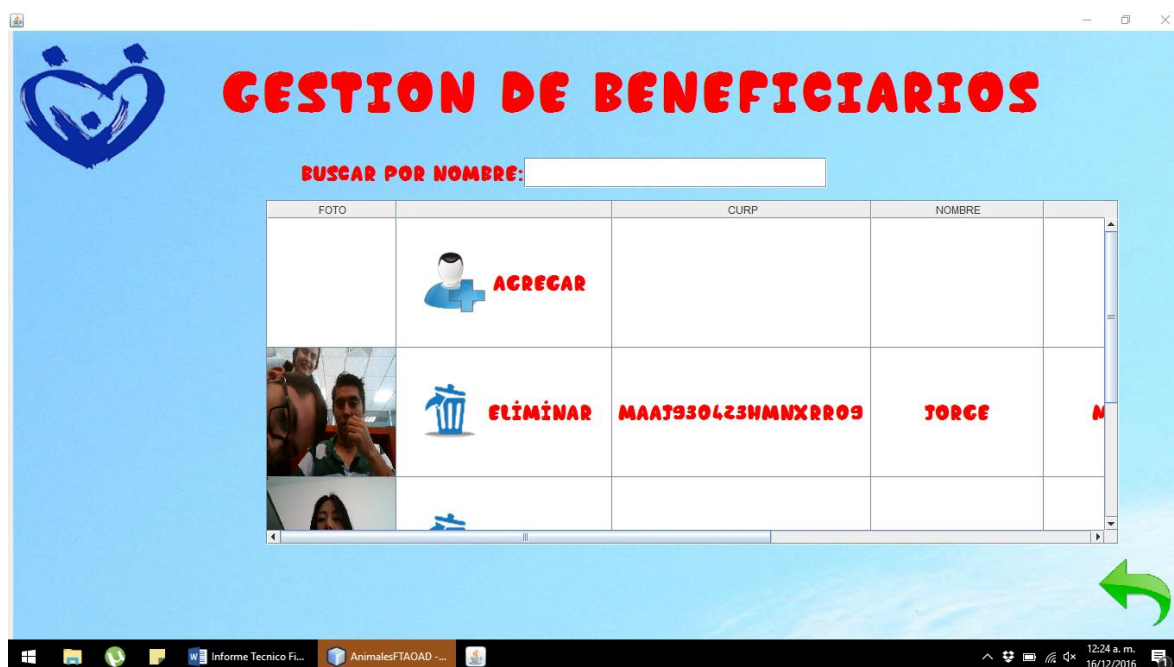 GESTION DE BENEFICIARIOS
BUSCAR POR NOMBRE:
FOTO CURP NOMBRE
AGREGAR
ELÍMÍNAR MAAJ930423HMNXRR09 JORGE M
Informe Tecnico Fi... AnimalesFTAOAD -... 12:24 a. m.
16/12/2016